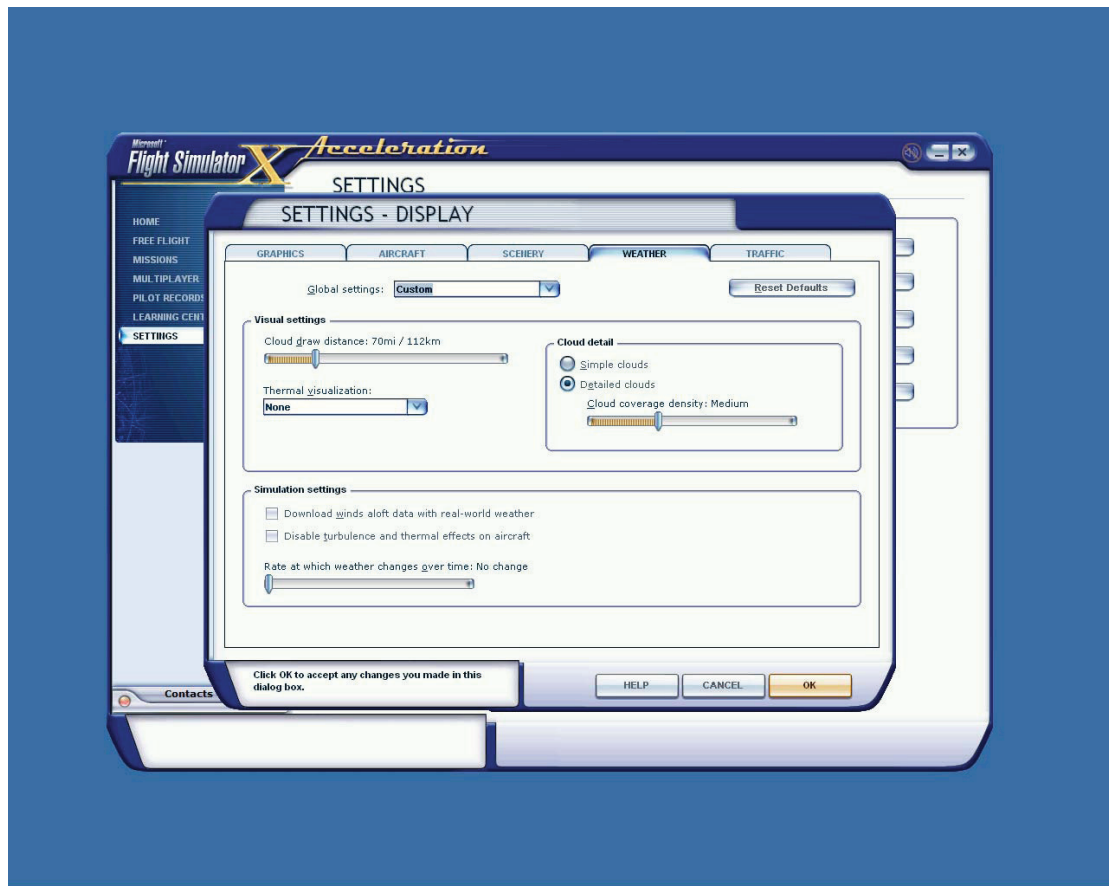 Microsoft
Flight Simulator X Acceleration
SETTINGS
SETTINGS - DISPLAY
HOME
FREE FLIGHT
MISSIONS
MULTIPLAYER
PILOT RECORDS
LEARNING CENT
SETTINGS
GRAPHICS AIRCRAFT SCENERY WEATHER TRAFFIC
Global settings: Custom Reset Defaults
Visual settings
Cloud draw distance: 70mi / 112km
Thermal visualization:
None
Cloud detail
Simple clouds
Detailed clouds
Cloud coverage density: Medium
Simulation settings
Download winds aloft data with real-world weather
Disable turbulence and thermal effects on aircraft
Rate at which weather changes over time: No change
Click OK to accept any changes you made in this
dialog box.
HELP CANCEL OK
Contacts